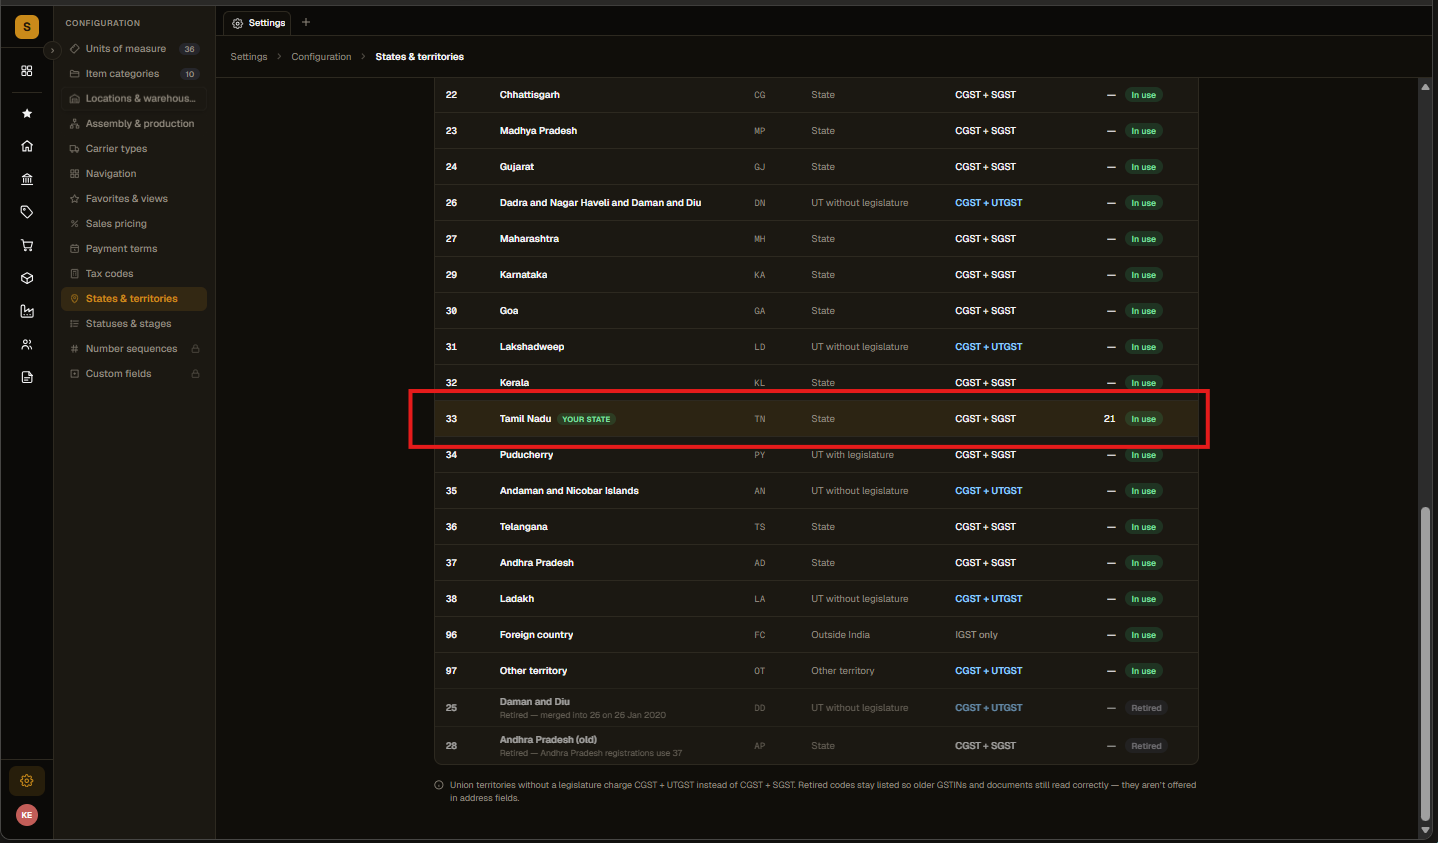 S
CONFIGURATION
Units of measure 36
Item categories 10
Locations & warehous...
Assembly & production
Carrier types
Navigation
Favorites & views
Sales pricing
Payment terms
Tax codes
States & territories
Statuses & stages
Number sequences
Custom fields
KE
Settings +
Settings > Configuration > States & territories
22 Chhattisgarh CG State CGST + SGST — In use
23 Madhya Pradesh MP State CGST + SGST — In use
24 Gujarat GJ State CGST + SGST — In use
26 Dadra and Nagar Haveli and Daman and Diu DN UT without legislature CGST + UTGST — In use
27 Maharashtra MH State CGST + SGST — In use
29 Karnataka KA State CGST + SGST — In use
30 Goa GA State CGST + SGST — In use
31 Lakshadweep LD UT without legislature CGST + UTGST — In use
32 Kerala KL State CGST + SGST — In use
33 Tamil Nadu YOUR STATE TN State CGST + SGST 21 In use
34 Puducherry PY UT with legislature CGST + SGST — In use
35 Andaman and Nicobar Islands AN UT without legislature CGST + UTGST — In use
36 Telangana TS State CGST + SGST — In use
37 Andhra Pradesh AD State CGST + SGST — In use
38 Ladakh LA UT without legislature CGST + UTGST — In use
96 Foreign country FC Outside India IGST only — In use
97 Other territory OT Other territory CGST + UTGST — In use
25 Daman and Diu DD UT without legislature CGST + UTGST — Retired
Retired — merged into 26 on 26 Jan 2020
28 Andhra Pradesh (old) AP State CGST + SGST — Retired
Retired — Andhra Pradesh registrations use 37
Union territories without a legislature charge CGST + UTGST instead of CGST + SGST. Retired codes stay listed so older GSTINs and documents still read correctly — they aren't offered
in address fields.